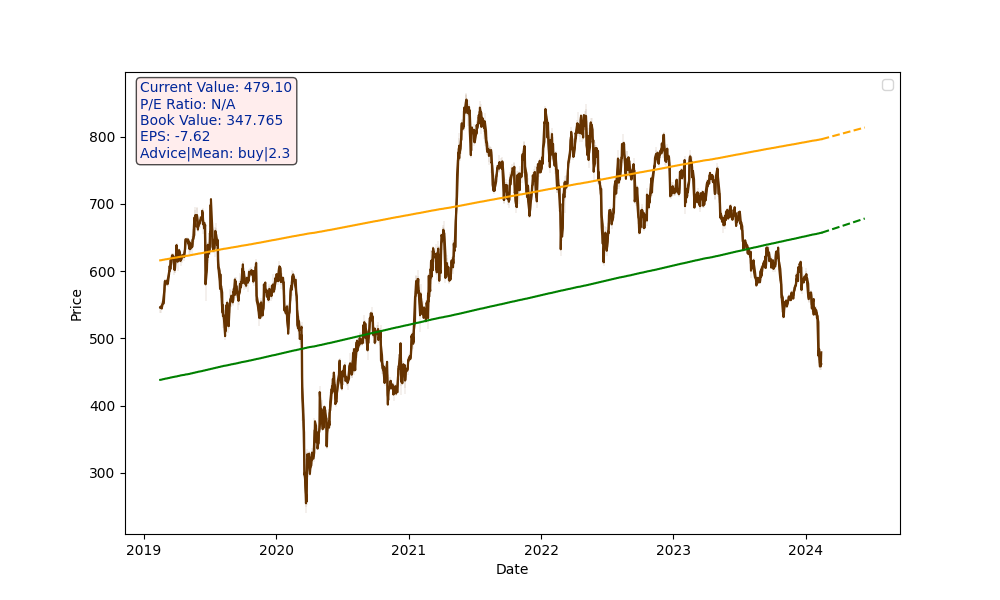 Current Value: 479.10
P/E Ratio: N/A
Book Value: 347.765
EPS: -7.62
Advice|Mean: buy|2.3
800
700
600
500
400
300
Price
2019 2020 2021 2022 2023 2024
Date